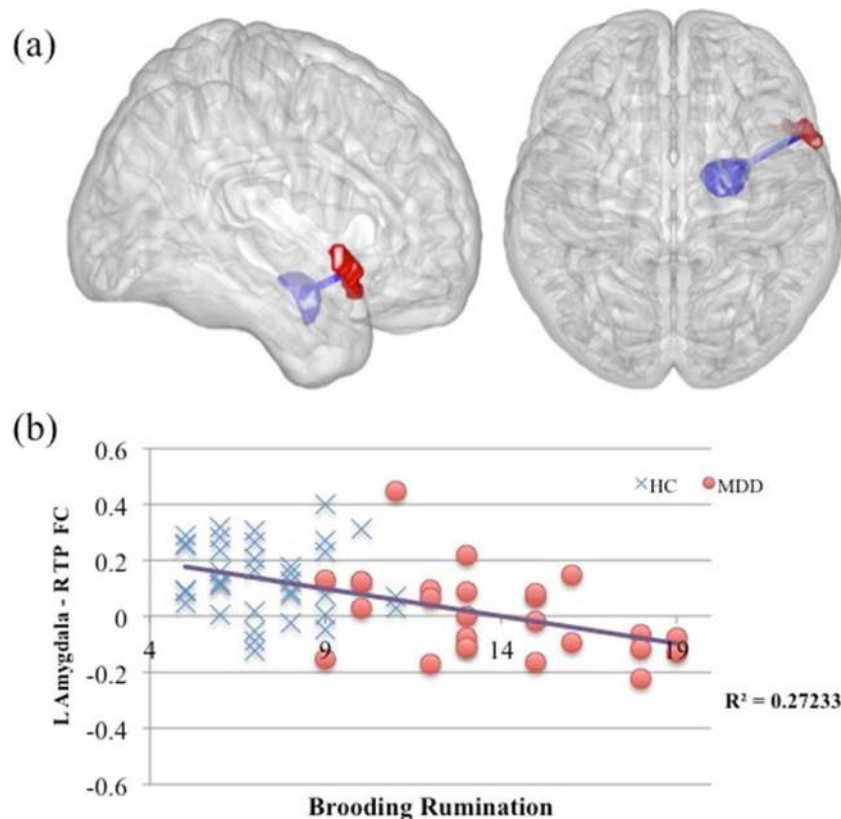 (a)
(b)
0.6
0.4
0.2
0
-0.2
-0.4
-0.6
4
9
14
19
HC
MDD
L Amygdala - R TP FC
R² = 0.27233
Brooding Rumination